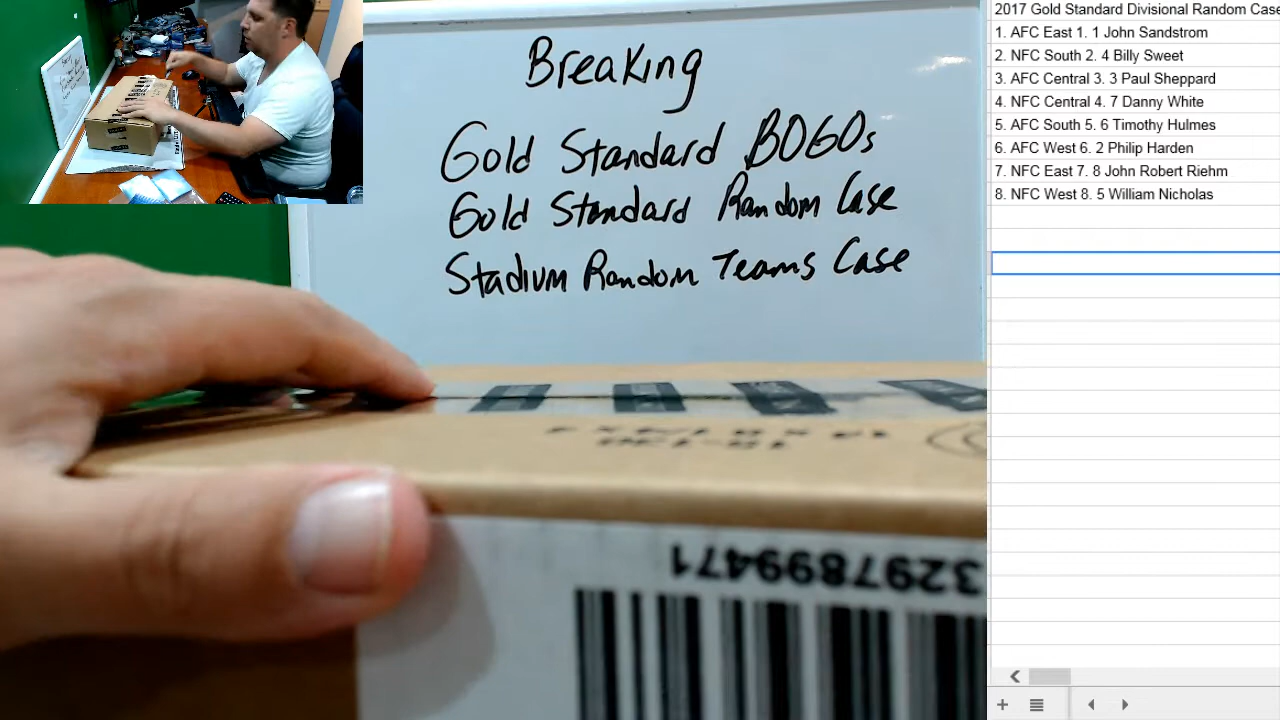 Breaking
Gold Standard BOGOs
Gold Standard Random Case
Stadium Random Teams Case
3297899471
2017 Gold Standard Divisional Random Case
1. AFC East 1. 1 John Sandstrom
2. NFC South 2. 4 Billy Sweet
3. AFC Central 3. 3 Paul Sheppard
4. NFC Central 4. 7 Danny White
5. AFC South 5. 6 Timothy Hulmes
6. AFC West 6. 2 Philip Harden
7. NFC East 7. 8 John Robert Riehm
8. NFC West 8. 5 William Nicholas